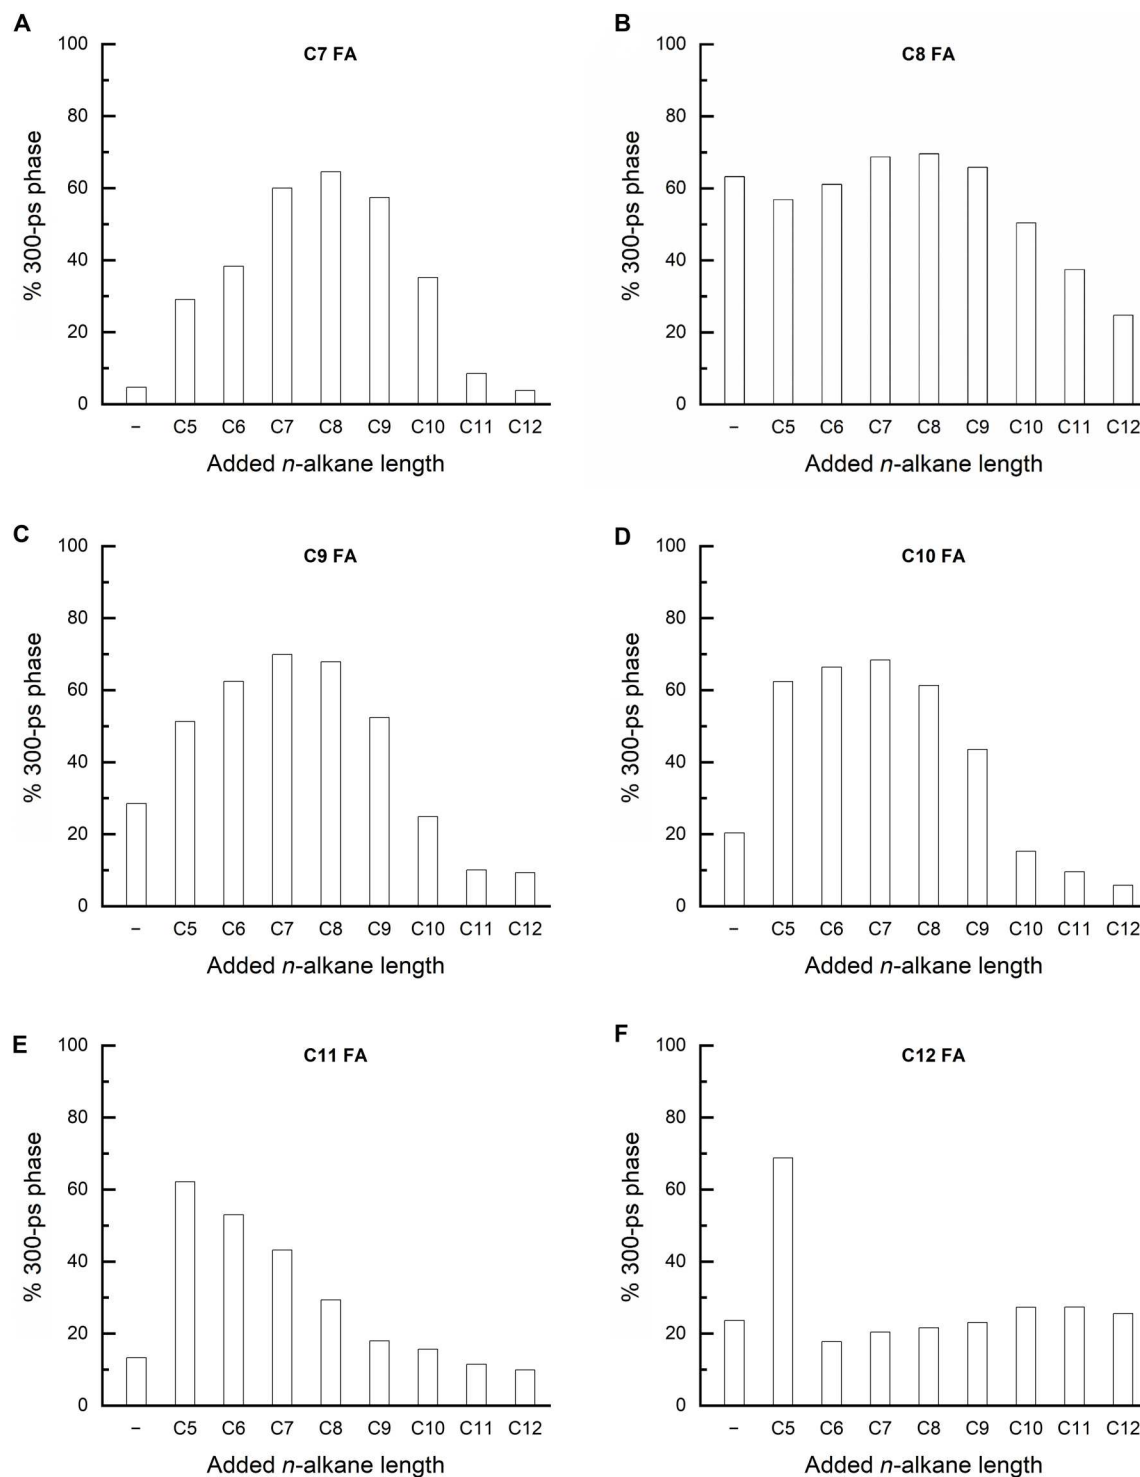 A
C7 FA
% 300-ps phase
100
80
60
40
20
0
– C5 C6 C7 C8 C9 C10 C11 C12
Added n-alkane length
B
C8 FA
% 300-ps phase
100
80
60
40
20
0
– C5 C6 C7 C8 C9 C10 C11 C12
Added n-alkane length
C
C9 FA
% 300-ps phase
100
80
60
40
20
0
– C5 C6 C7 C8 C9 C10 C11 C12
Added n-alkane length
D
C10 FA
% 300-ps phase
100
80
60
40
20
0
– C5 C6 C7 C8 C9 C10 C11 C12
Added n-alkane length
E
C11 FA
% 300-ps phase
100
80
60
40
20
0
– C5 C6 C7 C8 C9 C10 C11 C12
Added n-alkane length
F
C12 FA
% 300-ps phase
100
80
60
40
20
0
– C5 C6 C7 C8 C9 C10 C11 C12
Added n-alkane length